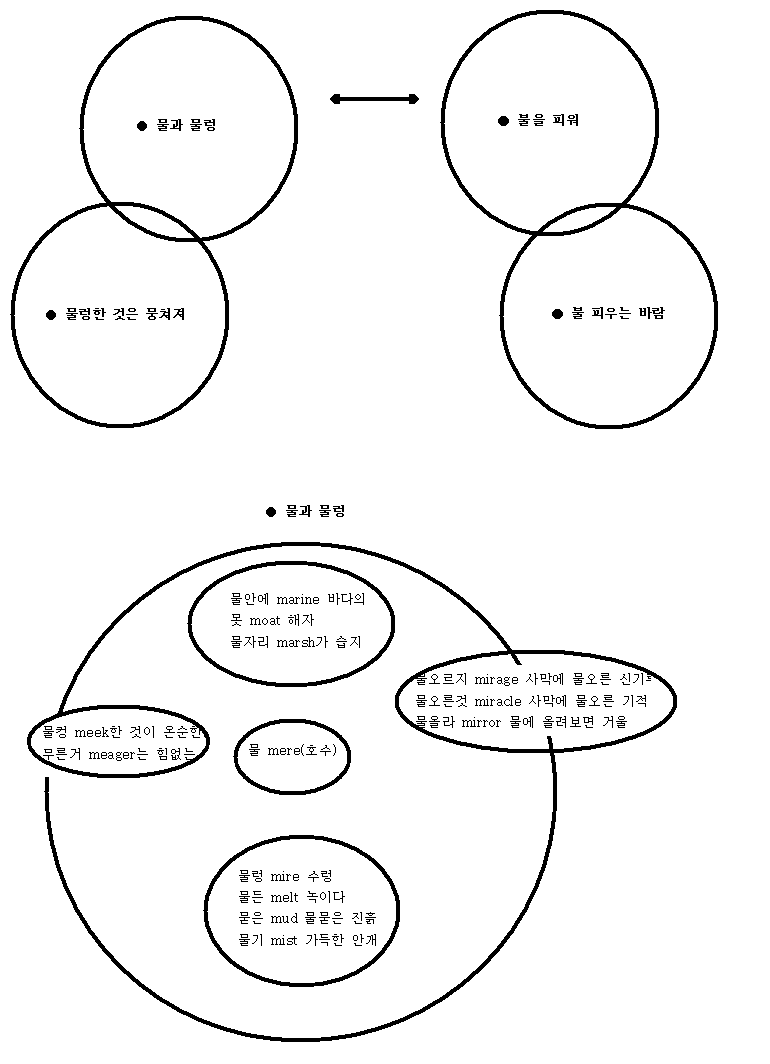 ● 물과 물렁
● 불을 피워
● 물렁한 것은 뭉쳐져
● 불 피우는 바람
● 물과 물렁
물안에 marine 바다의
못 moat 해자
물자리 marsh가 습지
물오르지 mirage 사막에 물오른 신기
물오른것 miracle 사막에 물오른 기적
물올라 mirror 물에 올려보면 거울
물컹 meek한 것이 온순한
무른거 meager는 힘없는
물 mere(호수)
물렁 mire 수렁
물든 melt 녹이다
묻은 mud 물묻은 진흙
물기 mist 가득한 안개